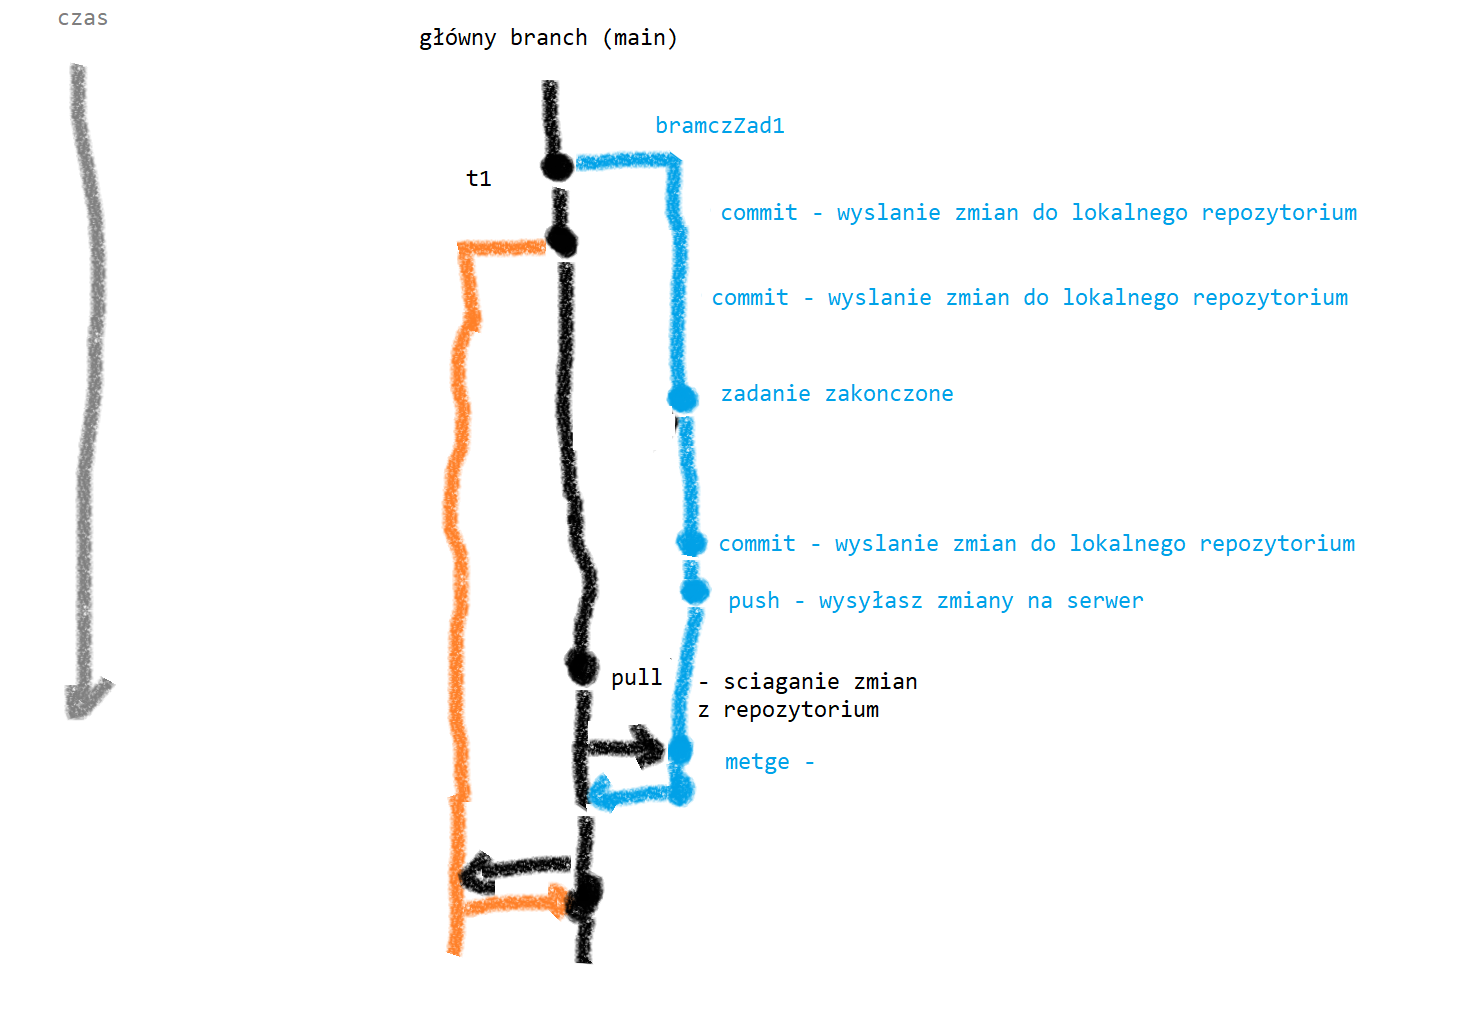 czas
główny branch (main)
bramczZad1
t1
commit - wyslanie zmian do lokalnego repozytorium
commit - wyslanie zmian do lokalnego repozytorium
zadanie zakonczone
commit - wyslanie zmian do lokalnego repozytorium
push - wysyłasz zmiany na serwer
pull - sciaganie zmian
z repozytorium
metge -